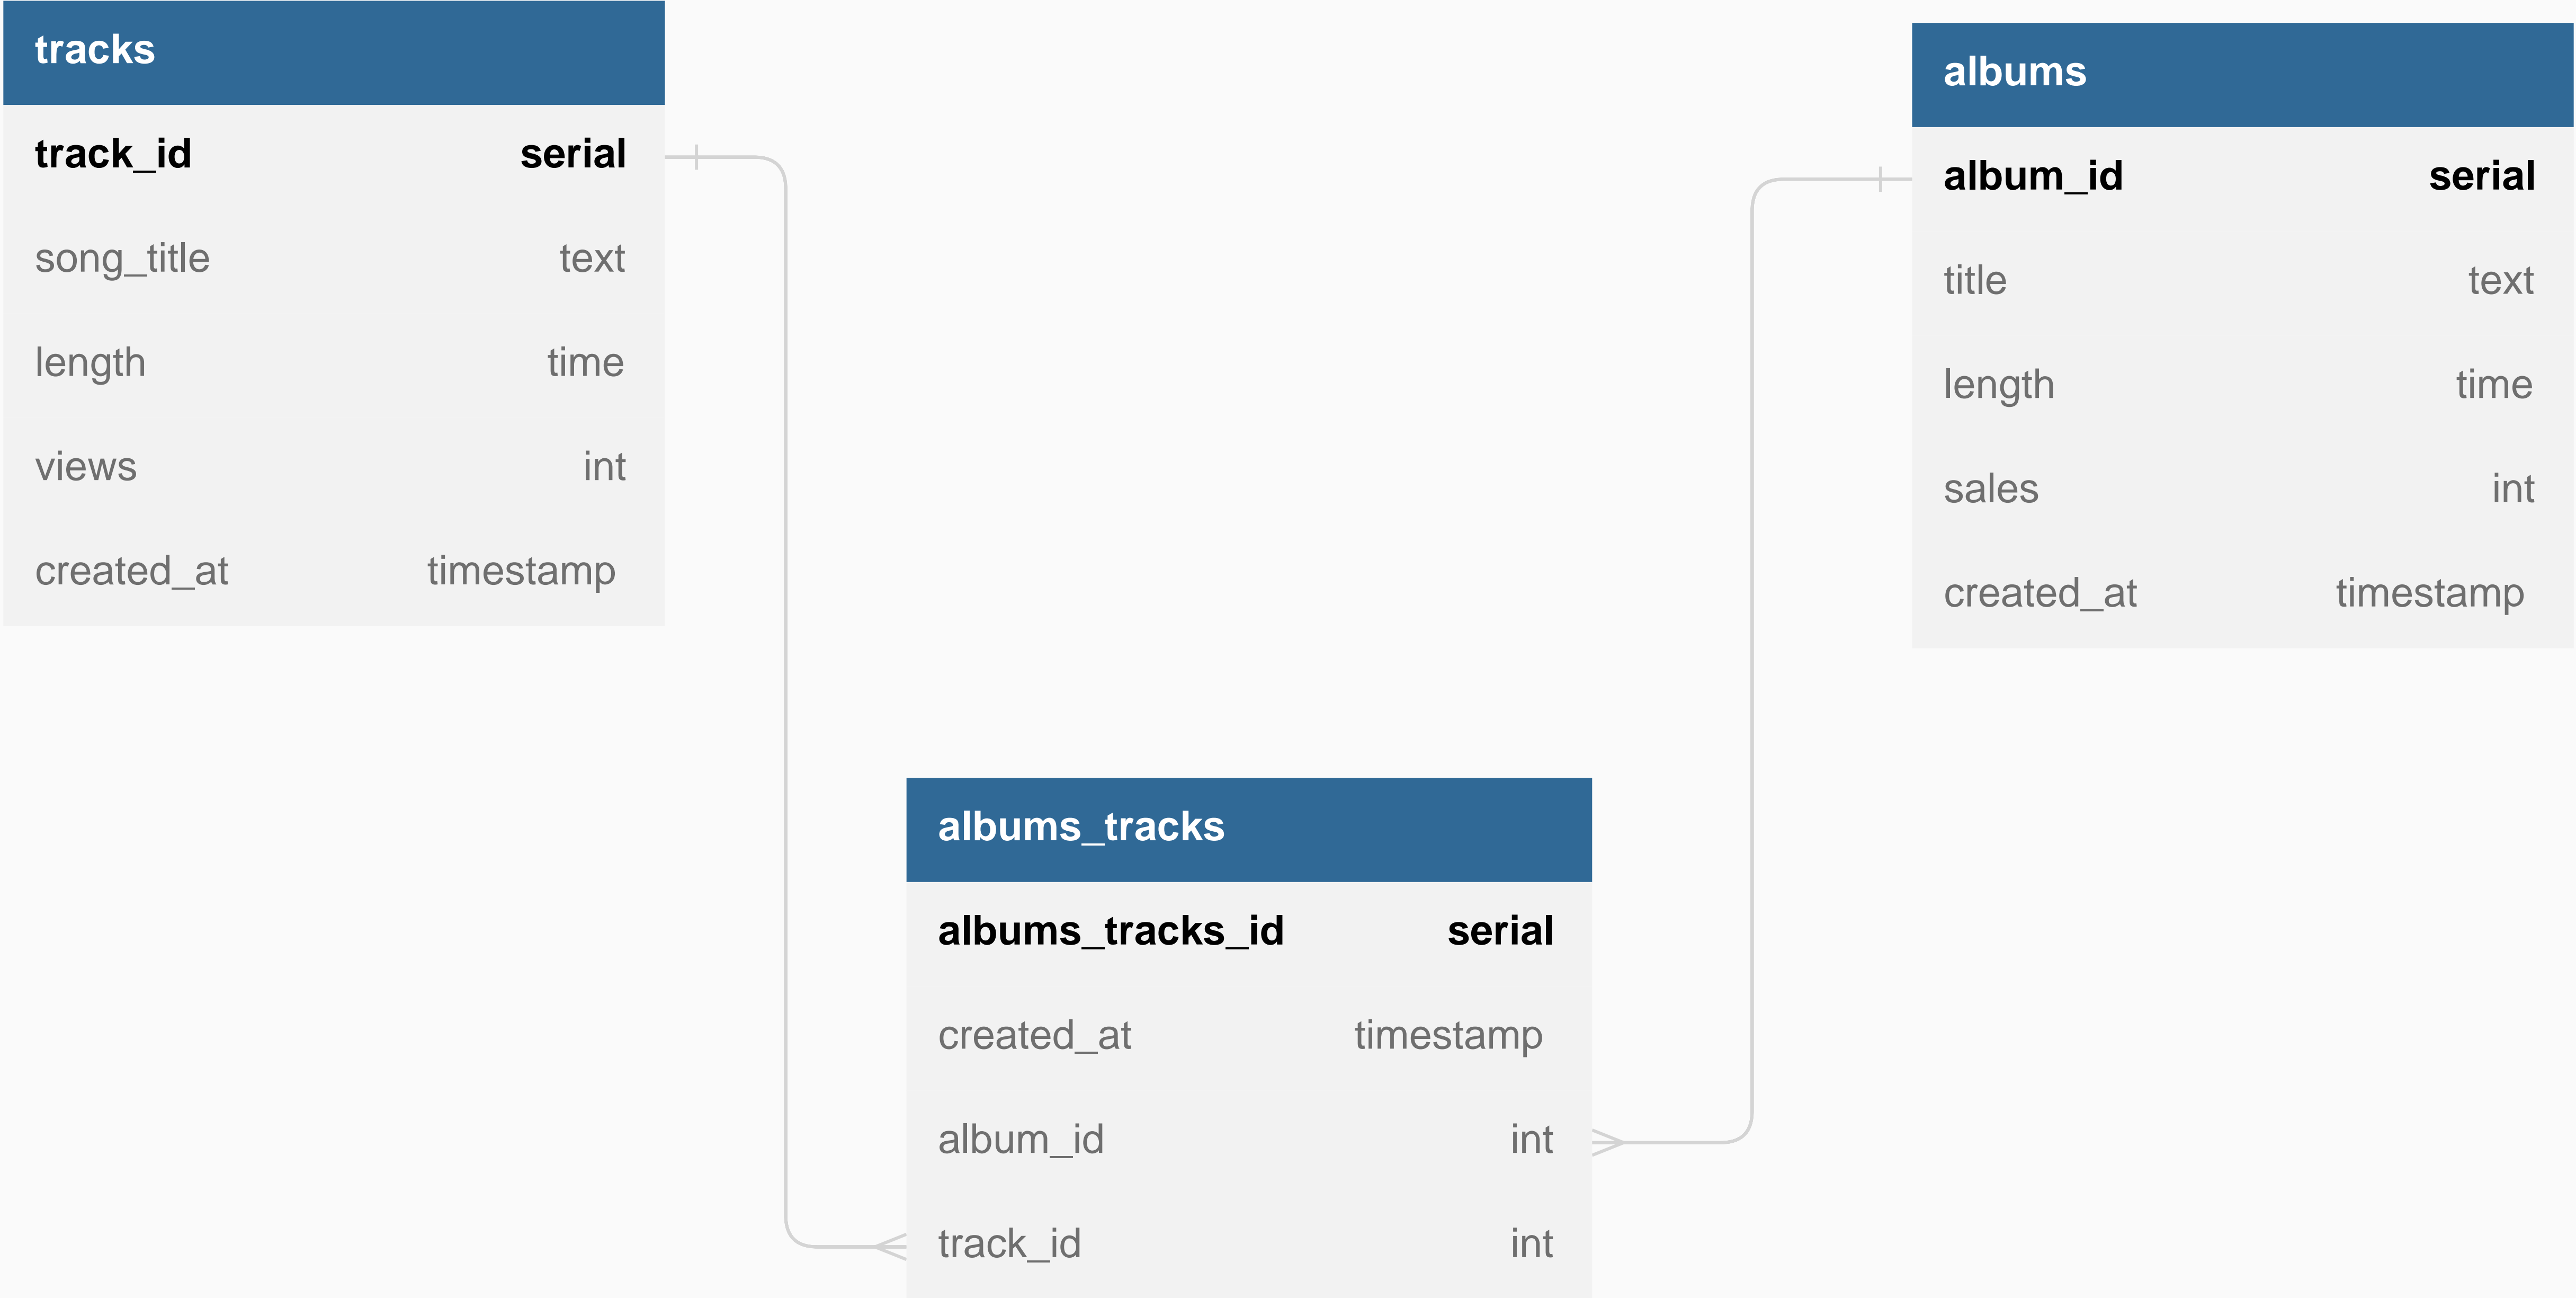 tracks
track_id serial
song_title text
length time
views int
created_at timestamp
albums
album_id serial
title text
length time
sales int
created_at timestamp
albums_tracks
albums_tracks_id serial
created_at timestamp
album_id int
track_id int